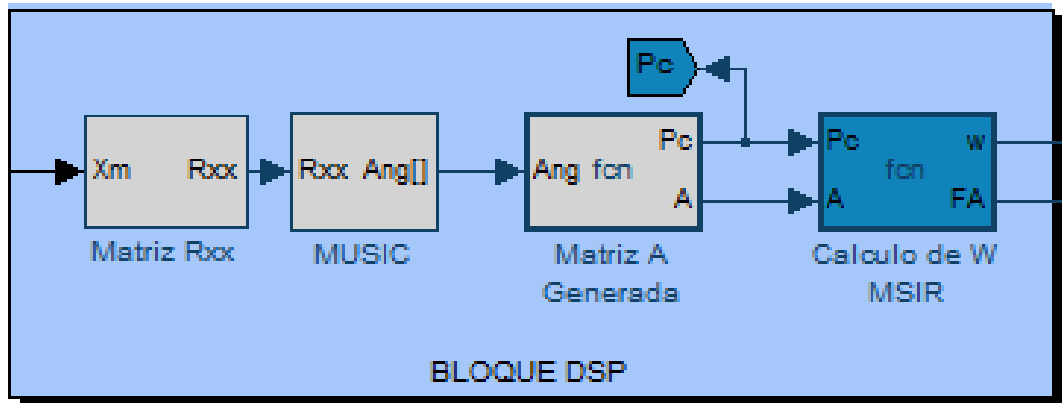 Pc
Xm Rxx
Rxx Ang[]
Ang fcn
Pc
A
Pc
fcn
w
A
FA
Matriz Rxx
MUSIC
Matriz A
Generada
Calculo de W
MSIR
BLOQUE DSP